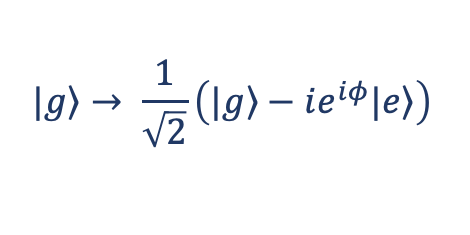 |g⟩ → 1/√2 (|g⟩ − ie^{iϕ}|e⟩)